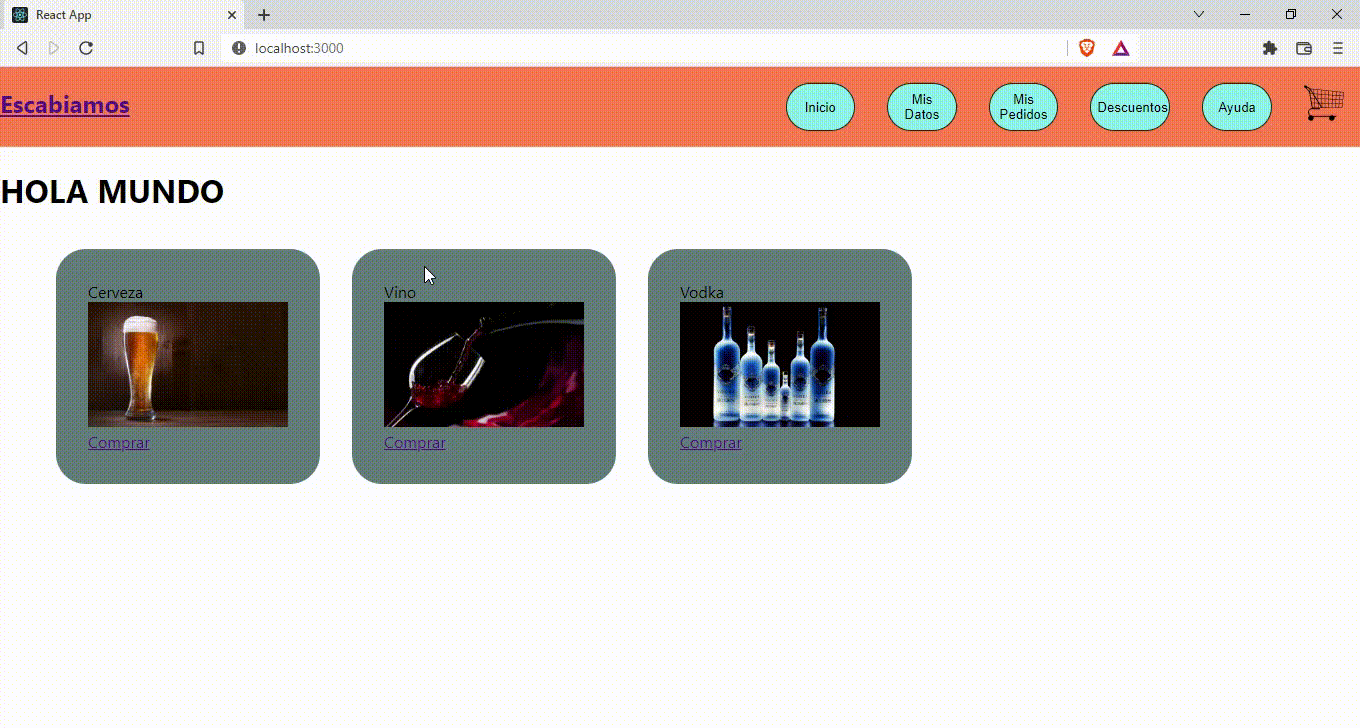 React App
localhost:3000
Escabiamos
Inicio
Mis
Datos
Mis
Pedidos
Descuentos
Ayuda
HOLA MUNDO
Cerveza
Vino
Vodka
Comprar
Comprar
Comprar